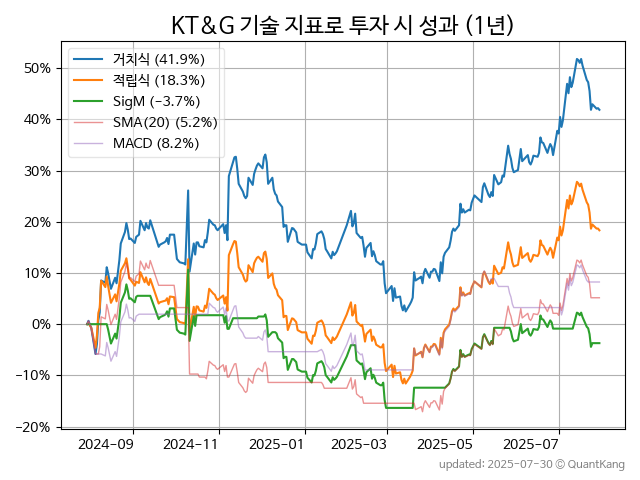 KT&G 기술 지표로 투자 시 성과 (1년)
거치식 (41.9%)
적립식 (18.3%)
SigM (−3.7%)
SMA(20) (5.2%)
MACD (8.2%)
50%
40%
30%
20%
10%
0%
−10%
−20%
2024-09 2024-11 2025-01 2025-03 2025-05 2025-07
updated: 2025-07-30 © QuantKang